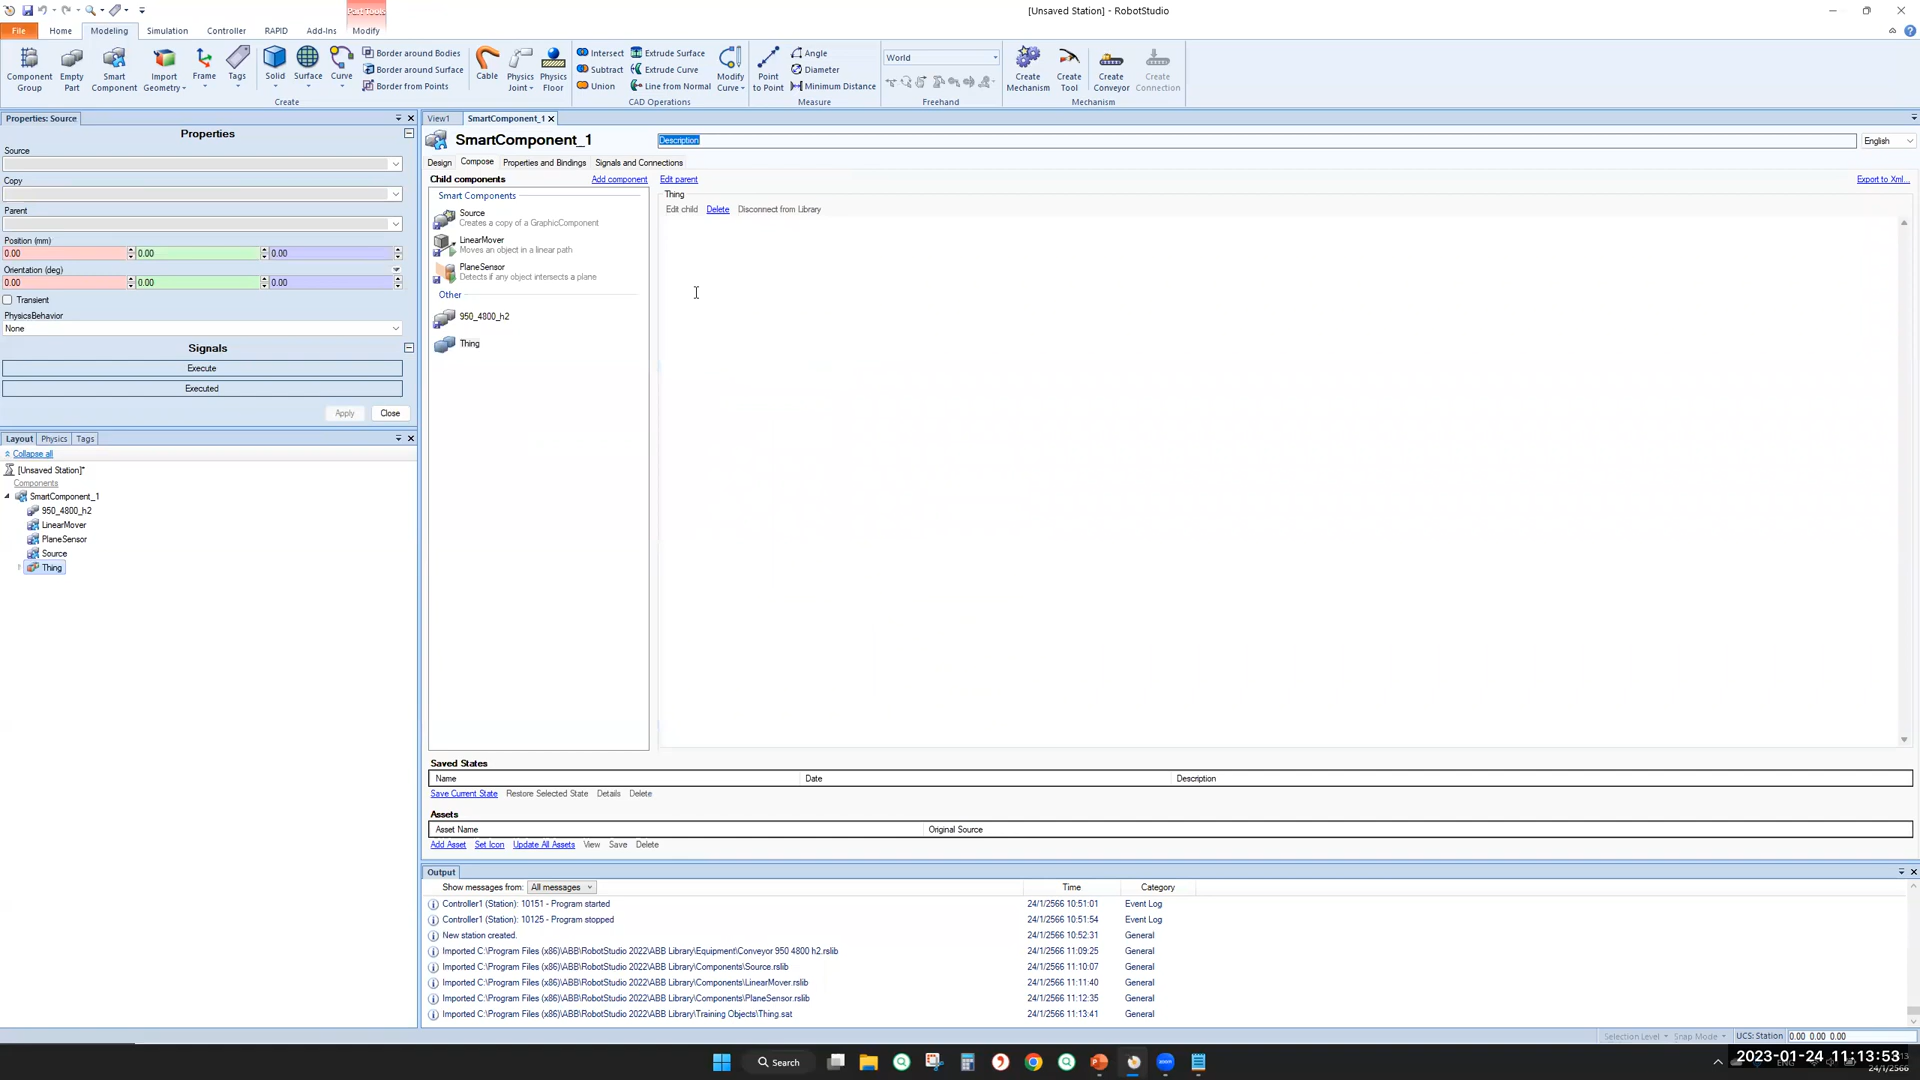 [Unsaved Station] - RobotStudio
Part Tools
File Home Modeling Simulation Controller RAPID Add-Ins Modify
Component Group
Empty Part
Smart Component
Import Geometry
Frame
Tags
Solid
Surface
Curve
Border around Bodies
Border around Surface
Border from Points
Create
Cable
Physics Joint
Physics Floor
Intersect
Subtract
Union
Extrude Surface
Extrude Curve
Line from Normal
Modify Curve
CAD Operations
Point to Point
Angle
Diameter
Minimum Distance
Measure
World
Freehand
Create Mechanism
Create Tool
Create Conveyor
Create Connection
Mechanism
Properties: Source
Properties
Source
Copy
Parent
Position (mm)
0.00 0.00 0.00
Orientation (deg)
0.00 0.00 0.00
Transient
PhysicsBehavior
None
Signals
Execute
Executed
Apply Close
Layout Physics Tags
Collapse all
[Unsaved Station]*
Components
SmartComponent_1
950_4800_h2
LinearMover
PlaneSensor
Source
Thing
View1 SmartComponent_1
SmartComponent_1 Description English
Design Compose Properties and Bindings Signals and Connections
Child components Add component Edit parent Export to Xml...
Smart Components
Source
Creates a copy of a GraphicComponent
LinearMover
Moves an object in a linear path
PlaneSensor
Detects if any object intersects a plane
Other
950_4800_h2
Thing
Thing
Edit child Delete Disconnect from Library
Saved States
Name Date Description
Save Current State Restore Selected State Details Delete
Assets
Asset Name Original Source
Add Asset Set Icon Update All Assets View Save Delete
Output
Show messages from: All messages Time Category
Controller1 (Station): 10151 - Program started 24/1/2566 10:51:01 Event Log
Controller1 (Station): 10125 - Program stopped 24/1/2566 10:51:54 Event Log
New station created. 24/1/2566 10:52:31 General
Imported C:\Program Files (x86)\ABB\RobotStudio 2022\ABB Library\Equipment\Conveyor 950 4800 h2.rslib 24/1/2566 11:09:25 General
Imported C:\Program Files (x86)\ABB\RobotStudio 2022\ABB Library\Components\Source.rslib 24/1/2566 11:10:07 General
Imported C:\Program Files (x86)\ABB\RobotStudio 2022\ABB Library\Components\LinearMover.rslib 24/1/2566 11:11:40 General
Imported C:\Program Files (x86)\ABB\RobotStudio 2022\ABB Library\Components\PlaneSensor.rslib 24/1/2566 11:12:35 General
Imported C:\Program Files (x86)\ABB\RobotStudio 2022\ABB Library\Training Objects\Thing.sat 24/1/2566 11:13:41 General
Selection Level Snap Mode UCS: Station 0.00 0.00 0.00
Search
2023-01-24 11:13:53
24/1/2566